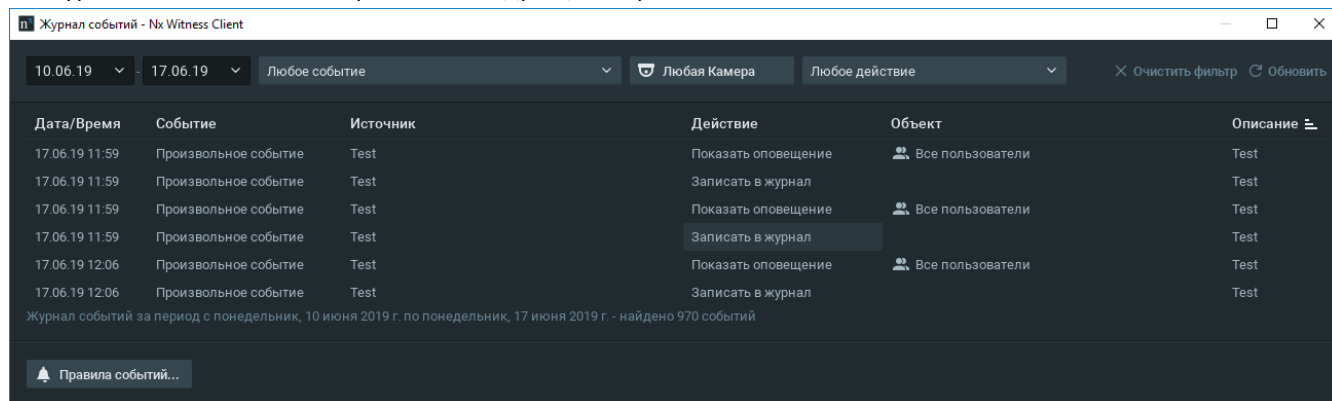 Журнал событий - Nx Witness Client
10.06.19 - 17.06.19 Любое событие Любая Камера Любое действие Очистить фильтр Обновить
Дата/Время Событие Источник Действие Объект Описание
17.06.19 11:59 Произвольное событие Test Показать оповещение Все пользователи Test
17.06.19 11:59 Произвольное событие Test Записать в журнал Test
17.06.19 11:59 Произвольное событие Test Показать оповещение Все пользователи Test
17.06.19 11:59 Произвольное событие Test Записать в журнал Test
17.06.19 12:06 Произвольное событие Test Показать оповещение Все пользователи Test
17.06.19 12:06 Произвольное событие Test Записать в журнал Test
Журнал событий за период с понедельник, 10 июня 2019 г. по понедельник, 17 июня 2019 г. - найдено 970 событий
Правила событий...